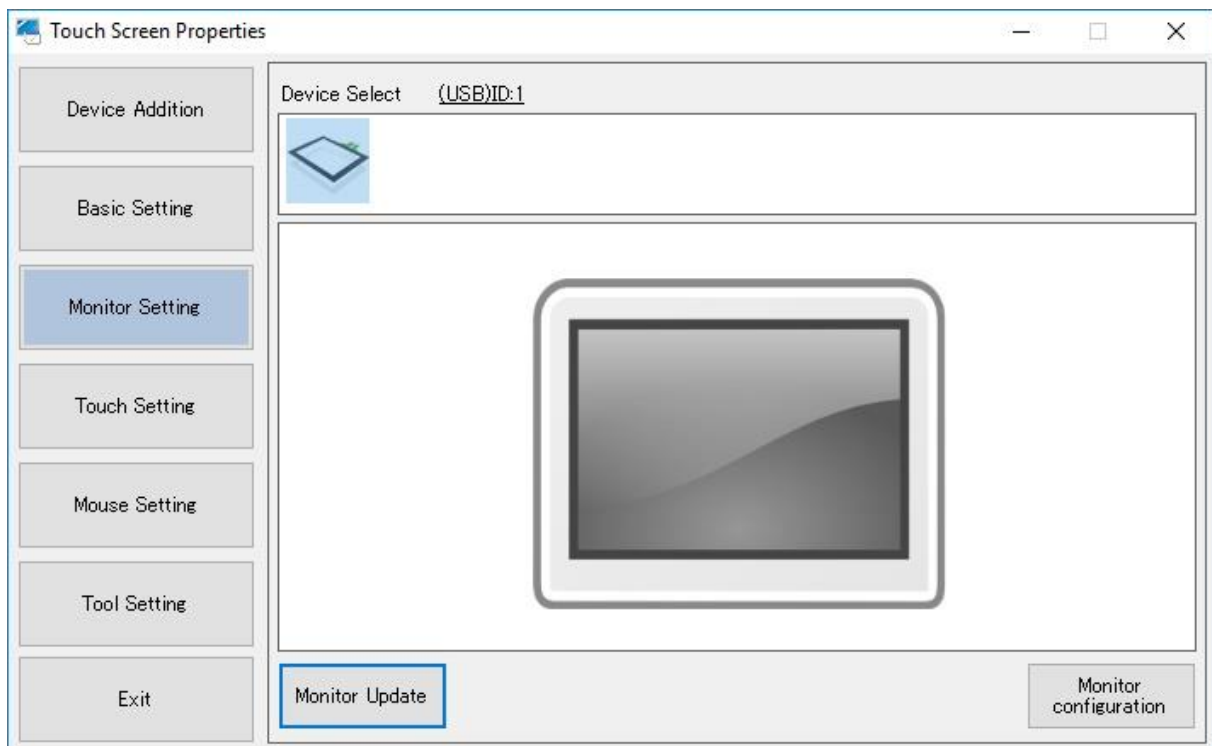 Touch Screen Properties
Device Addition
Basic Setting
Monitor Setting
Touch Setting
Mouse Setting
Tool Setting
Exit
Device Select (USB)ID:1
Monitor Update
Monitor
configuration